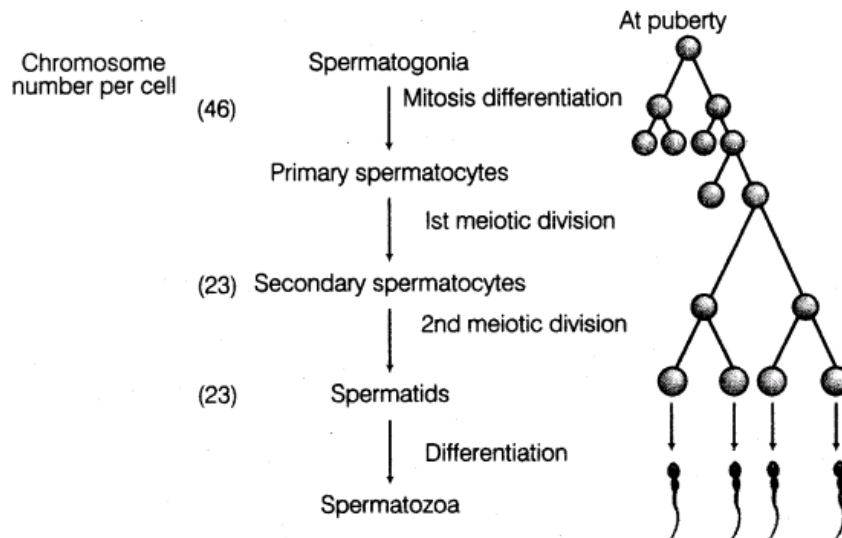 At puberty
Chromosome
number per cell
Spermatogonia
(46)
Mitosis differentiation
Primary spermatocytes
Ist meiotic division
(23) Secondary spermatocytes
2nd meiotic division
(23) Spermatids
Differentiation
Spermatozoa